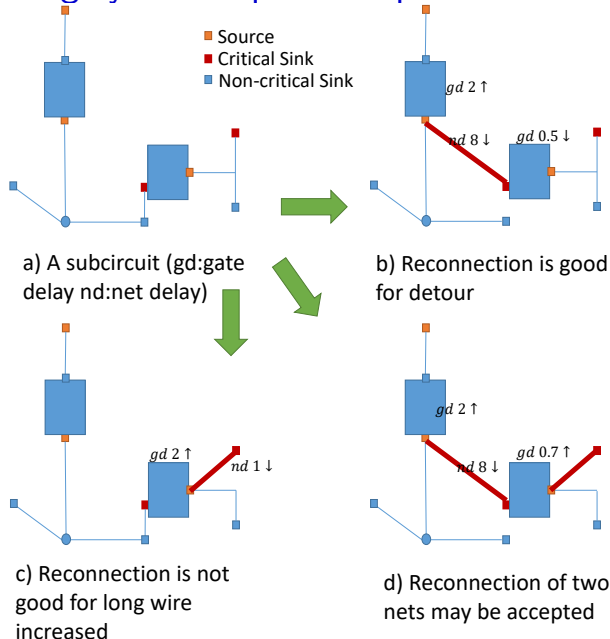 Source
Critical Sink
Non-critical Sink
gd 2 ↑
nd 8 ↓
gd 0.5 ↓
a) A subcircuit (gd:gate
delay nd:net delay)
b) Reconnection is good
for detour
gd 2 ↑
nd 1 ↓
gd 2 ↑
nd 8 ↓
gd 0.7 ↑
c) Reconnection is not
good for long wire
increased
d) Reconnection of two
nets may be accepted